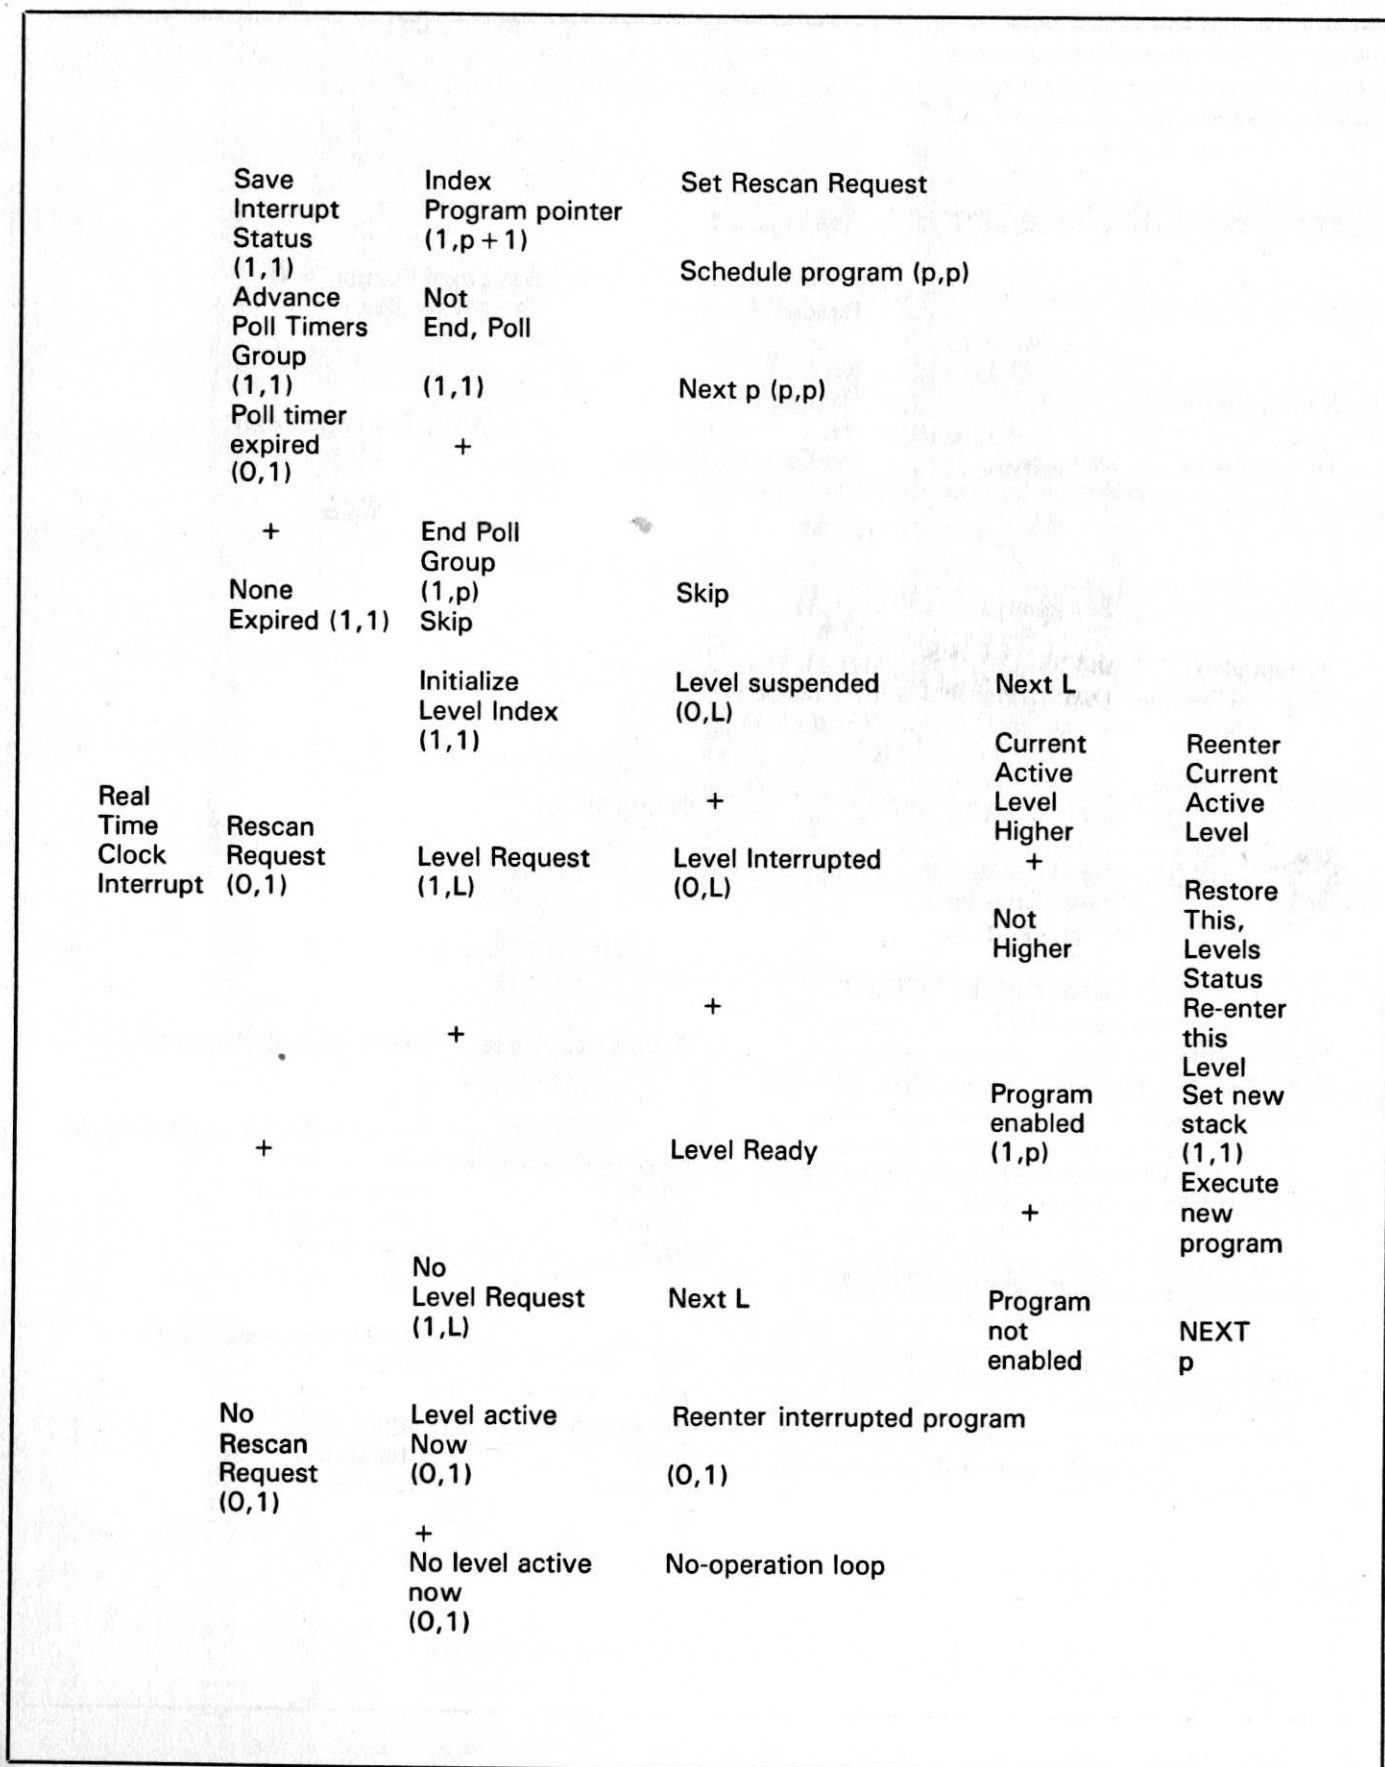 Save Index Set Rescan Request
Interrupt Program pointer
Status (1,p + 1)
(1,1) Schedule program (p,p)
Advance Not
Poll Timers End, Poll
Group
(1,1) (1,1) Next p (p,p)
Poll timer
expired +
(0,1)
+ End Poll
Group
None (1,p) Skip
Expired (1,1) Skip
Initialize Level suspended Next L
Level Index (0,L)
(1,1) Current Reenter
Active Current
Real + Level Active
Time Rescan Higher Level
Clock Request Level Request Level Interrupted +
Interrupt (0,1) (1,L) (0,L) Restore
Not This,
Higher Levels
Status
+ Re-enter
+ this
Level
Program Set new
enabled stack
+ Level Ready (1,p) (1,1)
Execute
+ new
program
No
Level Request Next L Program
(1,L) not NEXT
enabled p
No Level active Reenter interrupted program
Rescan Now
Request (0,1) (0,1)
(0,1)
+
No level active No-operation loop
now
(0,1)